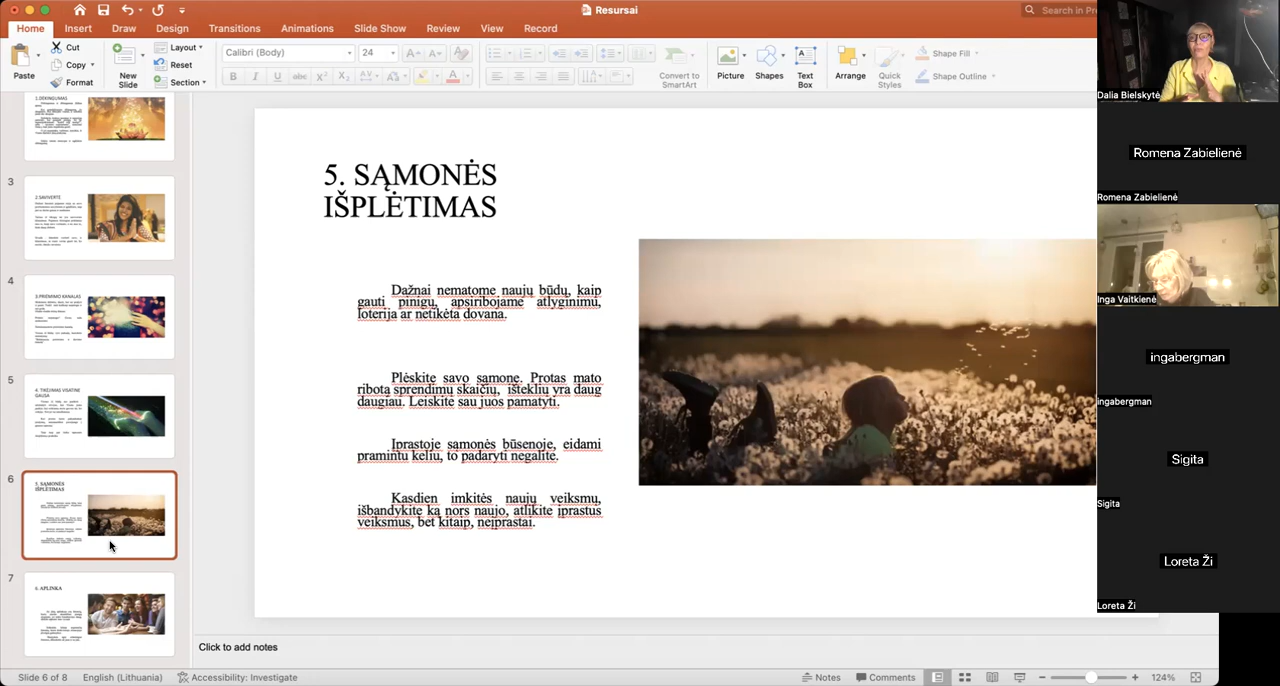 Resursai
Search in Pre
Home Insert Draw Design Transitions Animations Slide Show Review View Record
Paste
Cut
Copy
Format
New Slide
Layout
Reset
Section
Calibri (Body) 24
Convert to SmartArt
Picture
Shapes
Text Box
Arrange
Quick Styles
Shape Fill
Shape Outline
3
2.SAVIVERTĖ
4
3.PRIĖMIMO KANALAS
5
6
5. SĄMONĖS
IŠPLĖTIMAS
7
6. APLINKA
5. SĄMONĖS
IŠPLĖTIMAS
Dažnai nematome naujų būdų, kaip
gauti pinigų, apsiribojame atlyginimu,
loterija ar netikėta dovana.
Plėskite savo sąmonę. Protas mato
ribotą sprendimų skaičių, išteklių yra daug
daugiau. Leiskite sau juos pamatyti.
Įprastoje sąmonės būsenoje, eidami
pramintu keliu, to padaryti negalite.
Kasdien imkitės naujų veiksmų,
išbandykite ką nors naujo, atlikite įprastus
veiksmus, bet kitaip, neįprastai.
Dalia Bielskytė
Romena Zabielienė
Romena Zabielienė
Inga Vaitkienė
ingabergman
ingabergman
Sigita
Sigita
Loreta Ži
Loreta Ži
Click to add notes
Slide 6 of 8 English (Lithuania) Accessibility: Investigate Notes Comments 124%